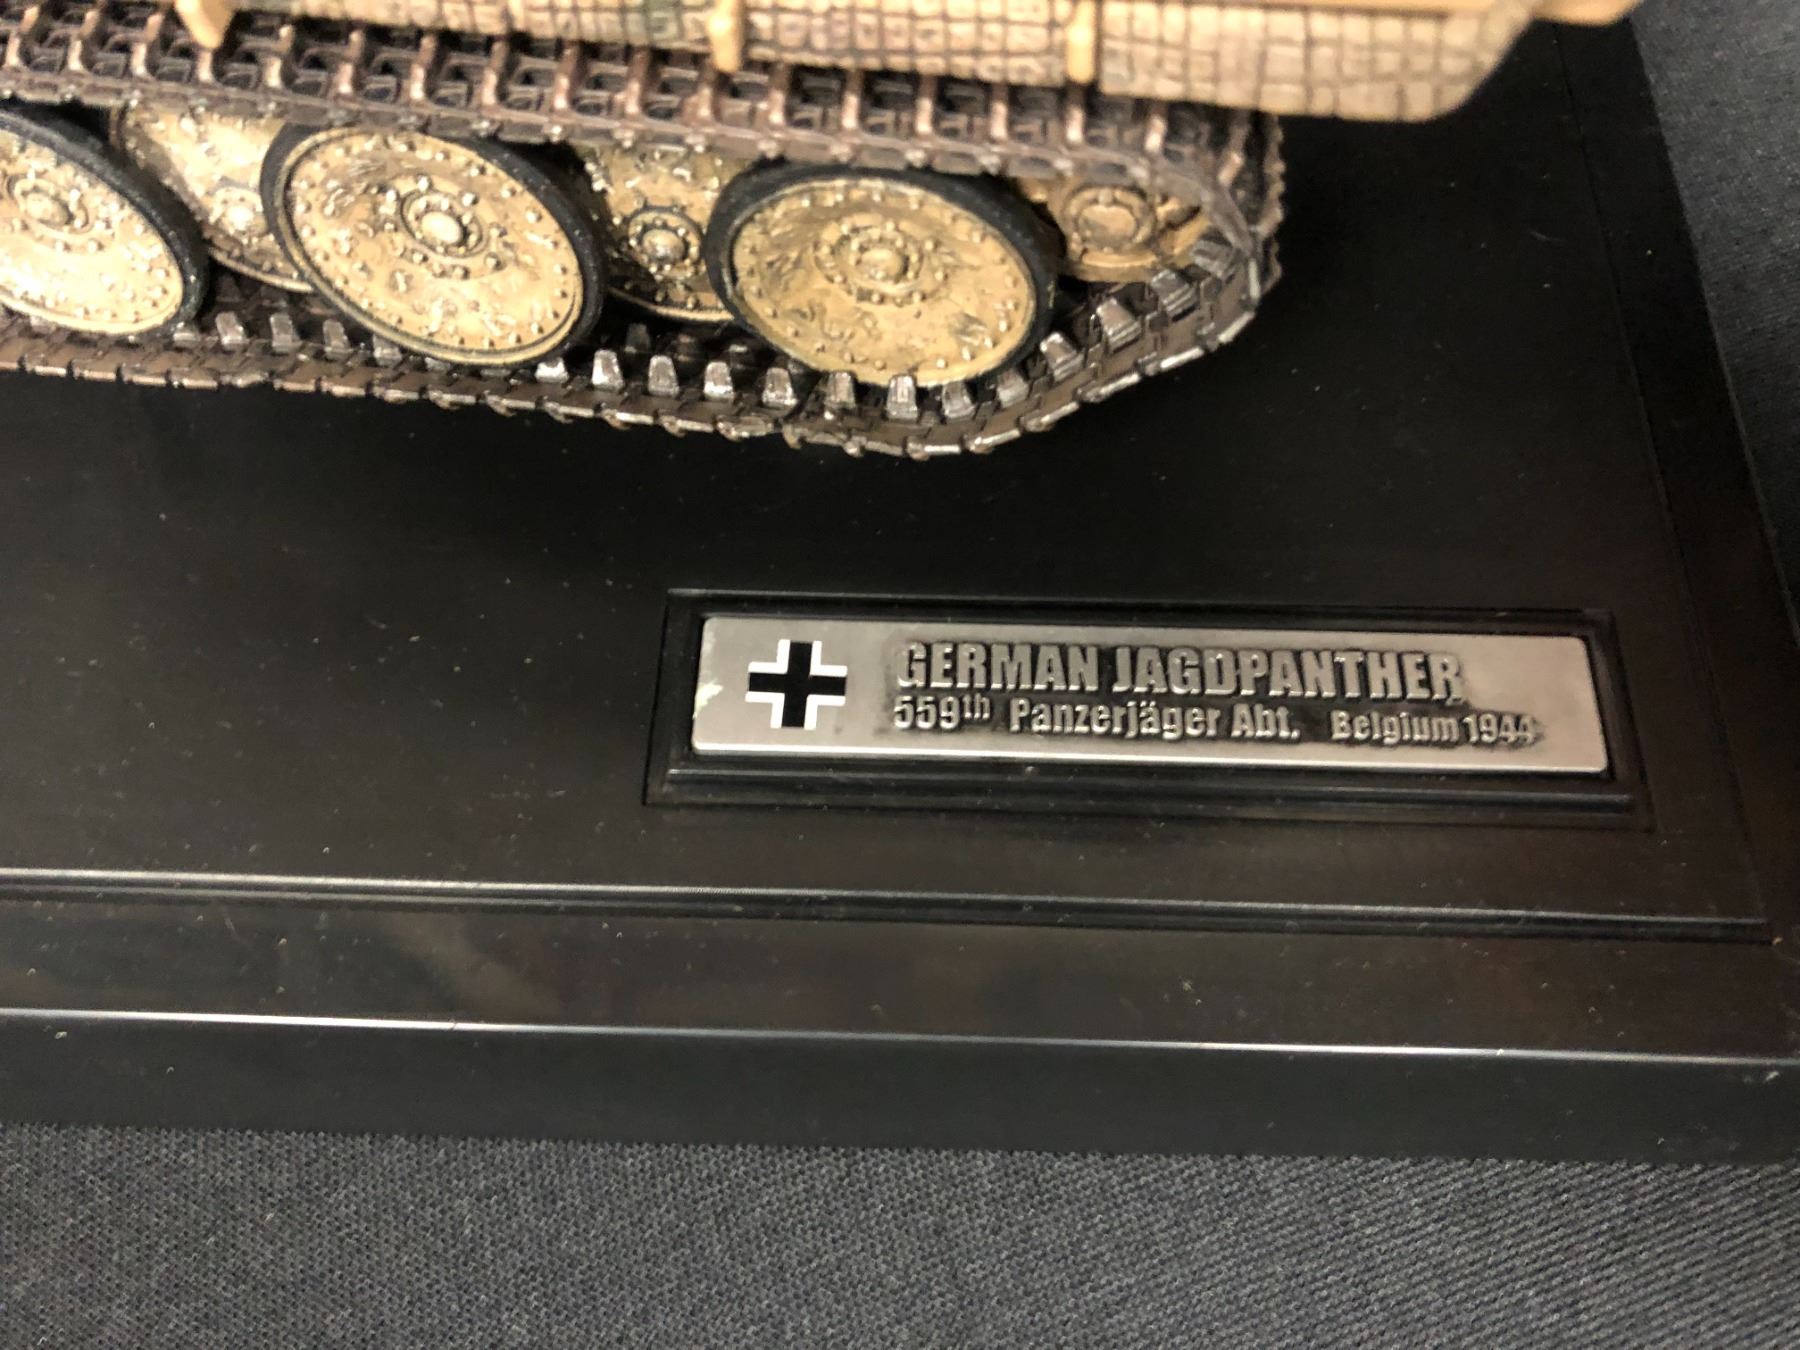 GERMAN JAGDPANTHER
559th Panzerjäger Abt. Belgium 1944